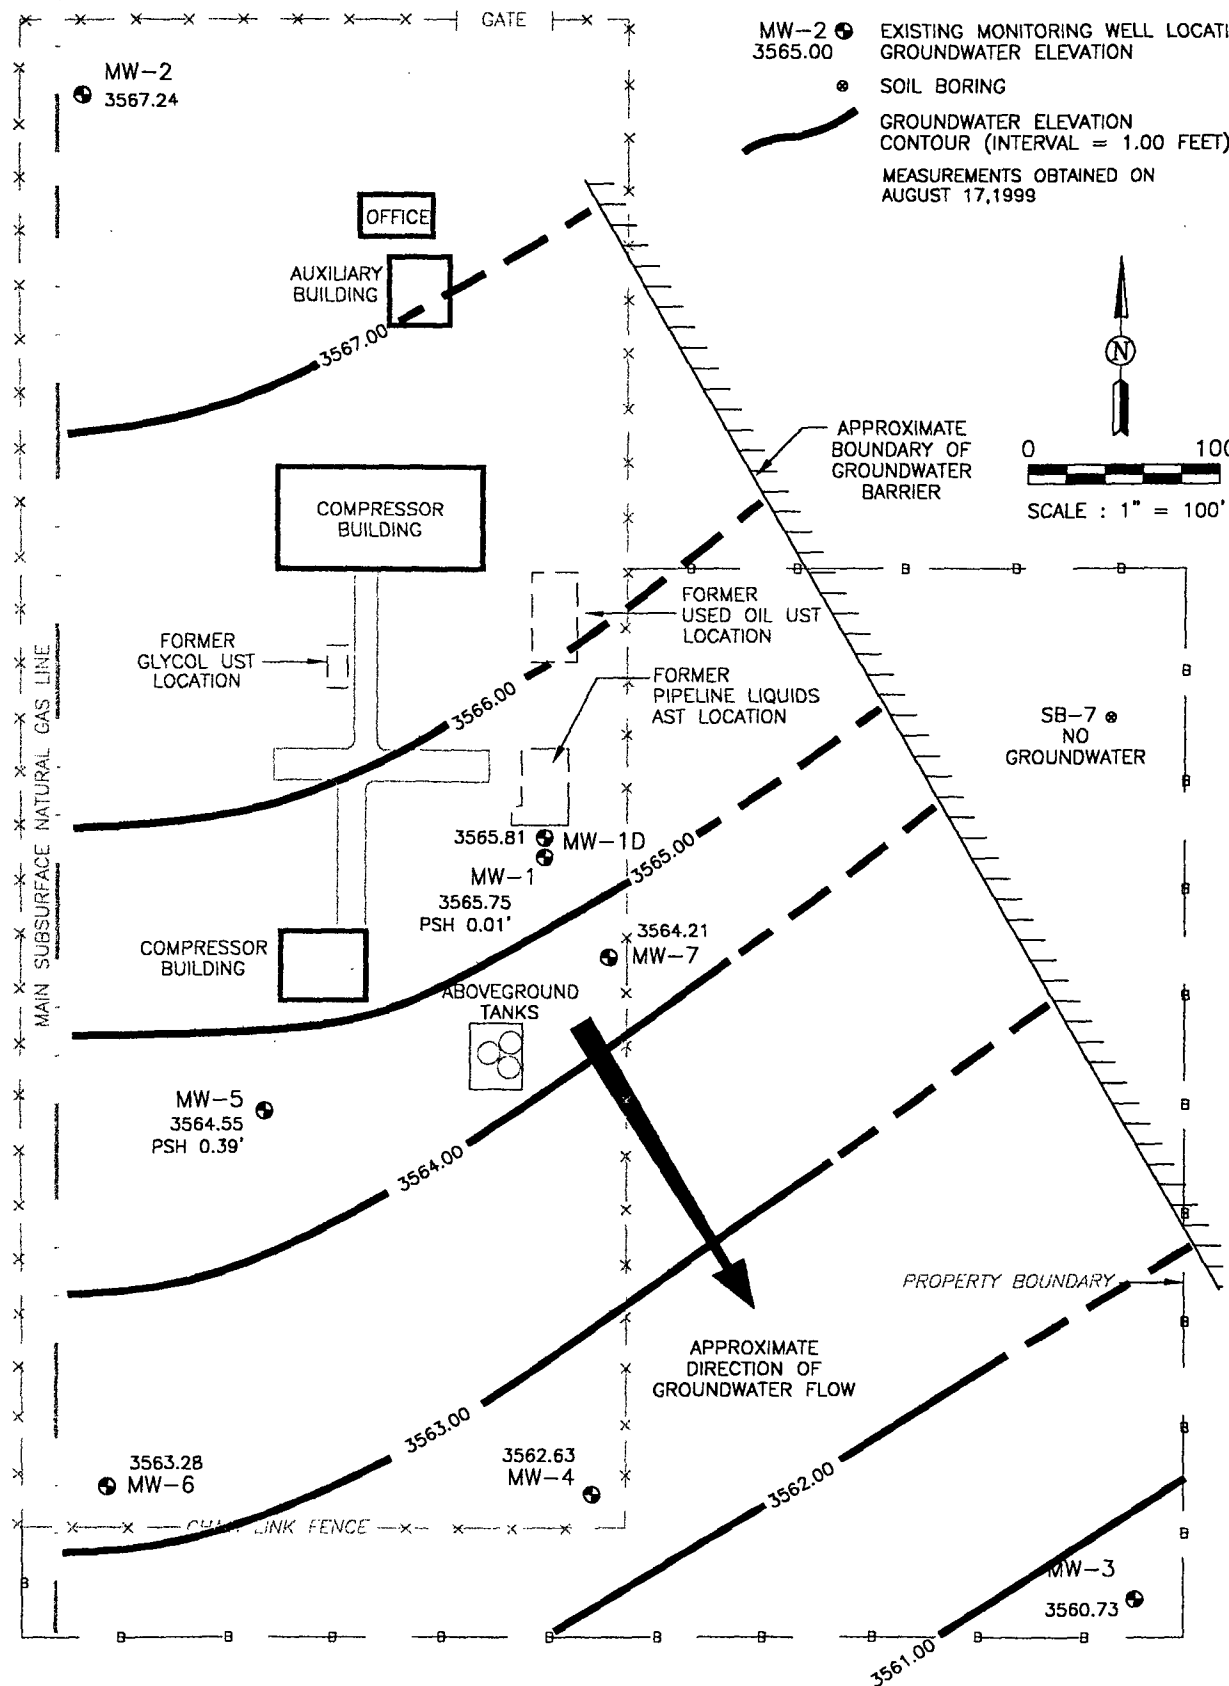 GATE
MW-2
3565.00
EXISTING MONITORING WELL LOCATI
GROUNDWATER ELEVATION
SOIL BORING
GROUNDWATER ELEVATION
CONTOUR (INTERVAL = 1.00 FEET)
MEASUREMENTS OBTAINED ON
AUGUST 17,1999
MW-2
3567.24
OFFICE
AUXILIARY
BUILDING
3567.00
N
0 100
SCALE : 1" = 100'
APPROXIMATE
BOUNDARY OF
GROUNDWATER
BARRIER
COMPRESSOR
BUILDING
FORMER
USED OIL UST
LOCATION
FORMER
GLYCOL UST
LOCATION
FORMER
PIPELINE LIQUIDS
AST LOCATION
3566.00
SB-7
NO
GROUNDWATER
MAIN SUBSURFACE NATURAL GAS LINE
3565.81
MW-1D
MW-1
3565.75
PSH 0.01'
3565.00
3564.21
MW-7
COMPRESSOR
BUILDING
ABOVEGROUND
TANKS
MW-5
3564.55
PSH 0.39'
3564.00
PROPERTY BOUNDARY
APPROXIMATE
DIRECTION OF
GROUNDWATER FLOW
3563.00
3563.28
MW-6
3562.63
MW-4
3562.00
LINK FENCE
MW-3
3560.73
3561.00
B B B B B B B B B B B B B B B B B B B B B B B